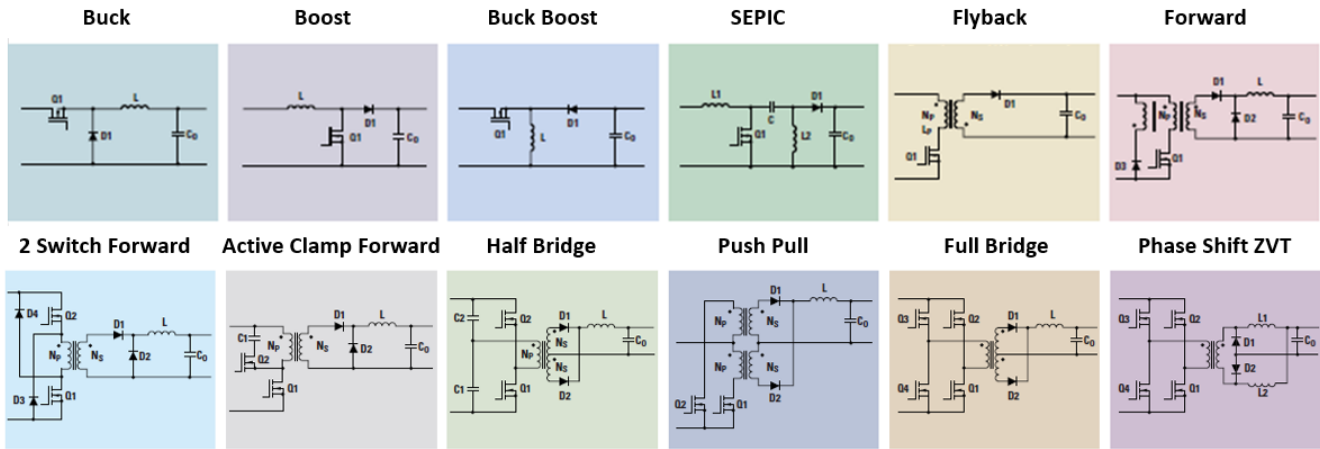 Buck
Boost
Buck Boost
SEPIC
Flyback
Forward
Q1
L
D1
CO
L
D1
Q1
CO
Q1
L
D1
CO
L1
C
D1
Q1
L2
CO
NP
LP
NS
D1
Q1
CO
D1
L
NP
NS
D2
CO
D3
Q1
2 Switch Forward
Active Clamp Forward
Half Bridge
Push Pull
Full Bridge
Phase Shift ZVT
D4
Q2
D1
L
NP
NS
D2
CO
D3
Q1
C1
Q2
NP
NS
D1
L
D2
CO
Q1
C2
Q2
D1
L
NS
NP
NS
CO
C1
Q1
D2
D1
L
NP
NS
CO
NP
NS
Q2
Q1
D2
Q3
Q2
D1
L
CO
Q4
Q1
D2
Q3
Q2
L1
D1
CO
D2
Q4
Q1
L2